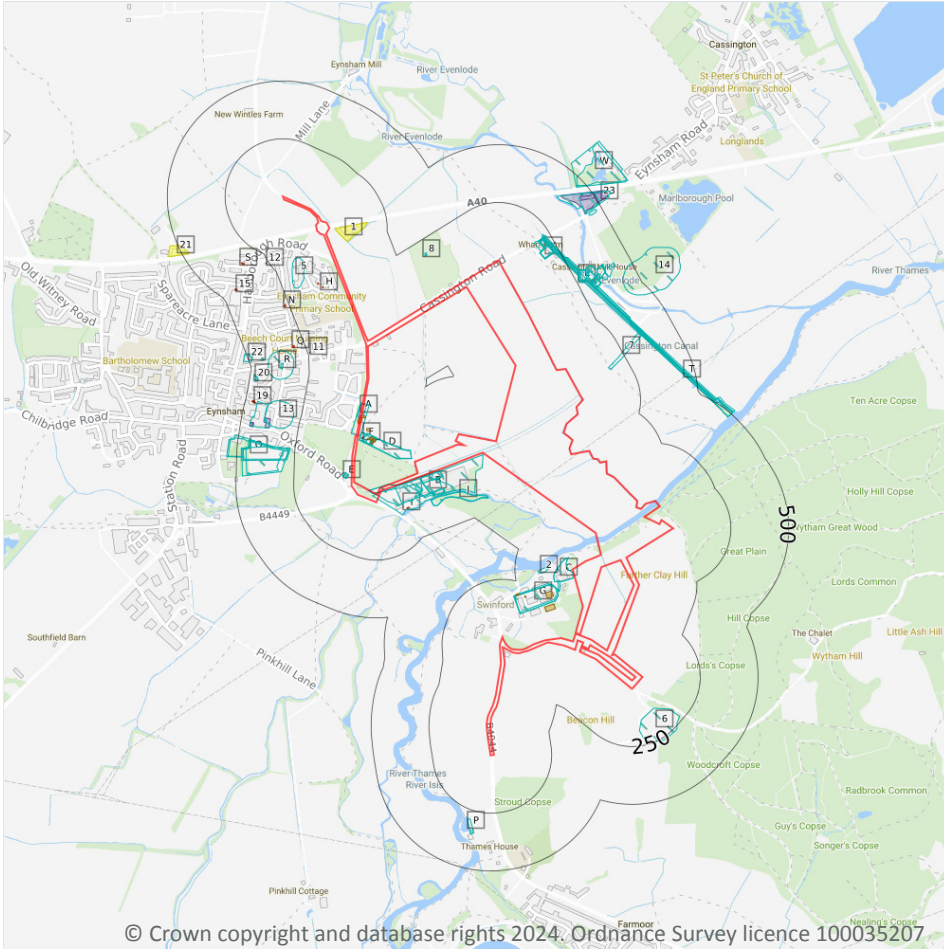 Cassington
Eynsham Mill
River Evenlode
St Peter's Church of
England Primary School
New Wintles Farm
Mill Lane
River Evenlode
Eynsham Road
Longlands
W
23
A40
Marlborough Pool
1
21
8
S
12
Cassington Road
14
5
H
15
River Thames
Old Witney Road
Spareacre Lane
N
Primary School
Q
11
Cassington Canal
22
R
Bartholomew School
20
T
19
A
13
Eynsham
Ten Acre Copse
Chilbridge Road
F
D
O
Oxford Road
E
Station Road
B
I
J
Holly Hill Copse
B4449
500
Wytham Great Wood
Great Plain
2
C
Further Clay Hill
Lords Common
G
Swinford
Hill Copse
Southfield Barn
The Chalet
Little Ash Hill
Wytham Hill
Pinkhill Lane
Lords's Copse
6
Beacon Hill
B4044
250
Woodcroft Copse
River Thames
River Isis
Radbrook Common
Stroud Copse
P
Guy's Copse
Thames House
Songer's Copse
Pinkhill Cottage
Farmoor
Nealing's Copse
© Crown copyright and database rights 2024. Ordnance Survey licence 100035207